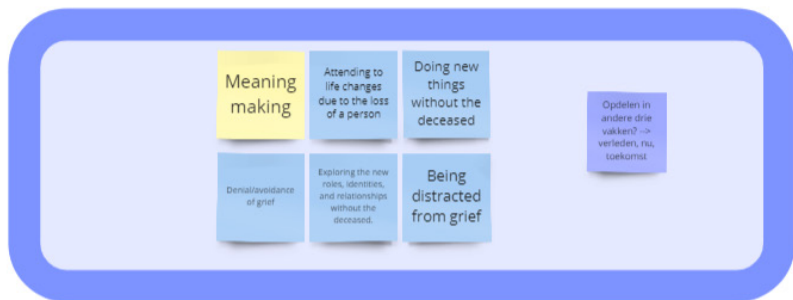 Meaning
making
Attending to
life changes
due to the loss
of a person
Doing new
things
without the
deceased
Denial/avoidance
of grief
Exploring the new
roles, identities,
and relationships
without the
deceased.
Being
distracted
from grief
Opdelen in
andere drie
vakken? -->
verleden, nu,
toekomst